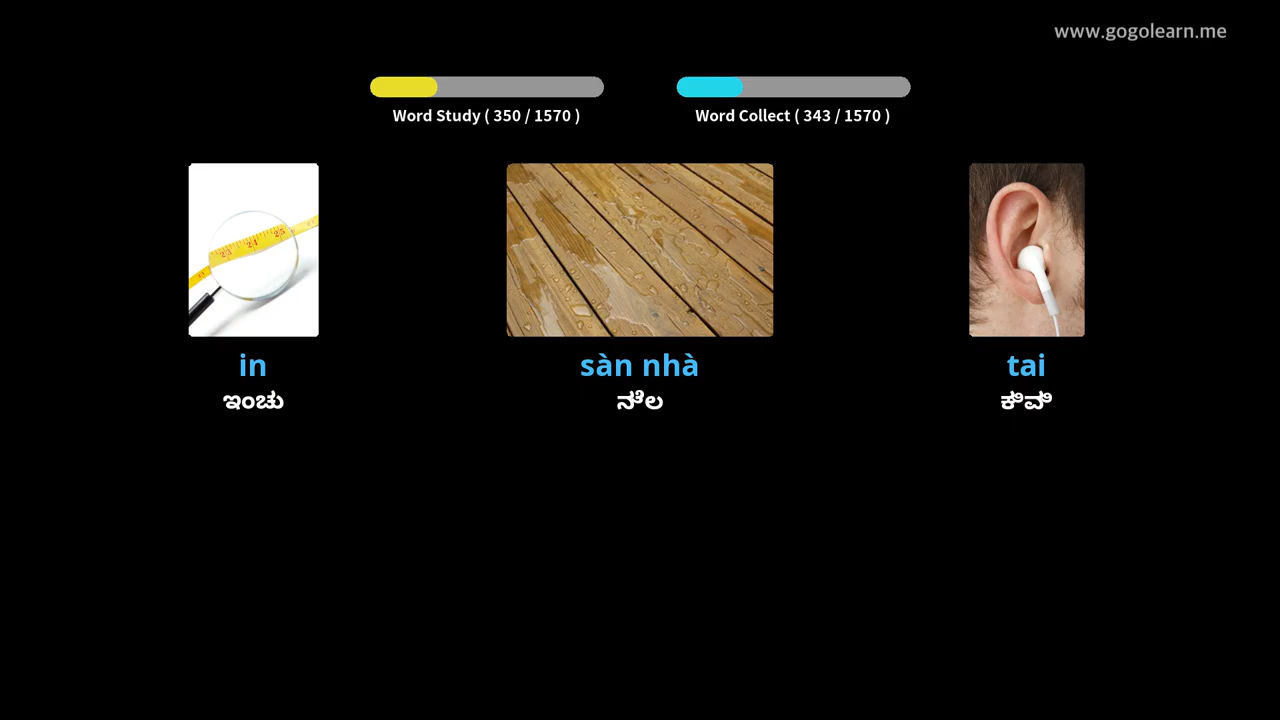 www.gogolearn.me
Word Study ( 350 / 1570 )
Word Collect ( 343 / 1570 )
in
ಇಂಚು
sàn nhà
ನೆಲ
tai
ಕಿವಿ